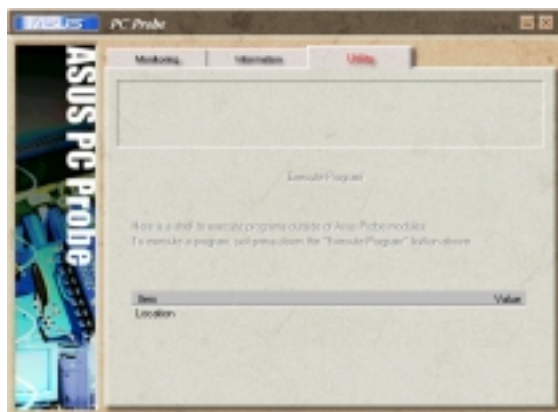 ASUS PC Probe
Monitoring
Information
Utility
ASUS PC Probe
Execute Program
Here is a shell to execute programs outside of Asus Probe modules
To execute a program, just press down the "Execute Program" button above
Item Value
Location